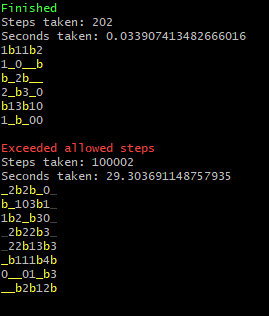 Finished
Steps taken: 202
Seconds taken: 0.033907413482666016
1b11b2
1_0__b
b_2b__
2_b3_0
b13b10
1_b_00
Exceeded allowed steps
Steps taken: 100002
Seconds taken: 29.303691148757935
_2b2b_0_
b_103b1_
1b2_b30_
_2b22b3_
_22b13b3
_b111b4b
0__01_b3
__b2b12b